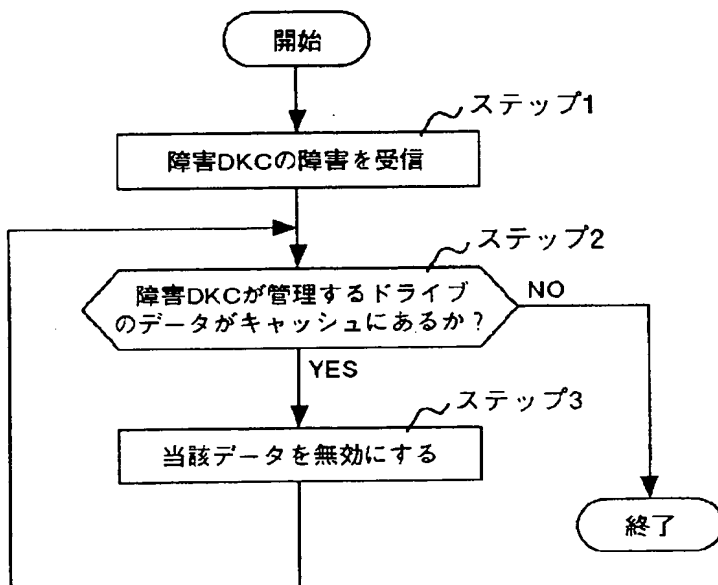 開始
ステップ1
障害DKCの障害を受信
ステップ2
障害DKCが管理するドライブ
のデータがキャッシュにあるか?
NO
YES
ステップ3
当該データを無効にする
終了